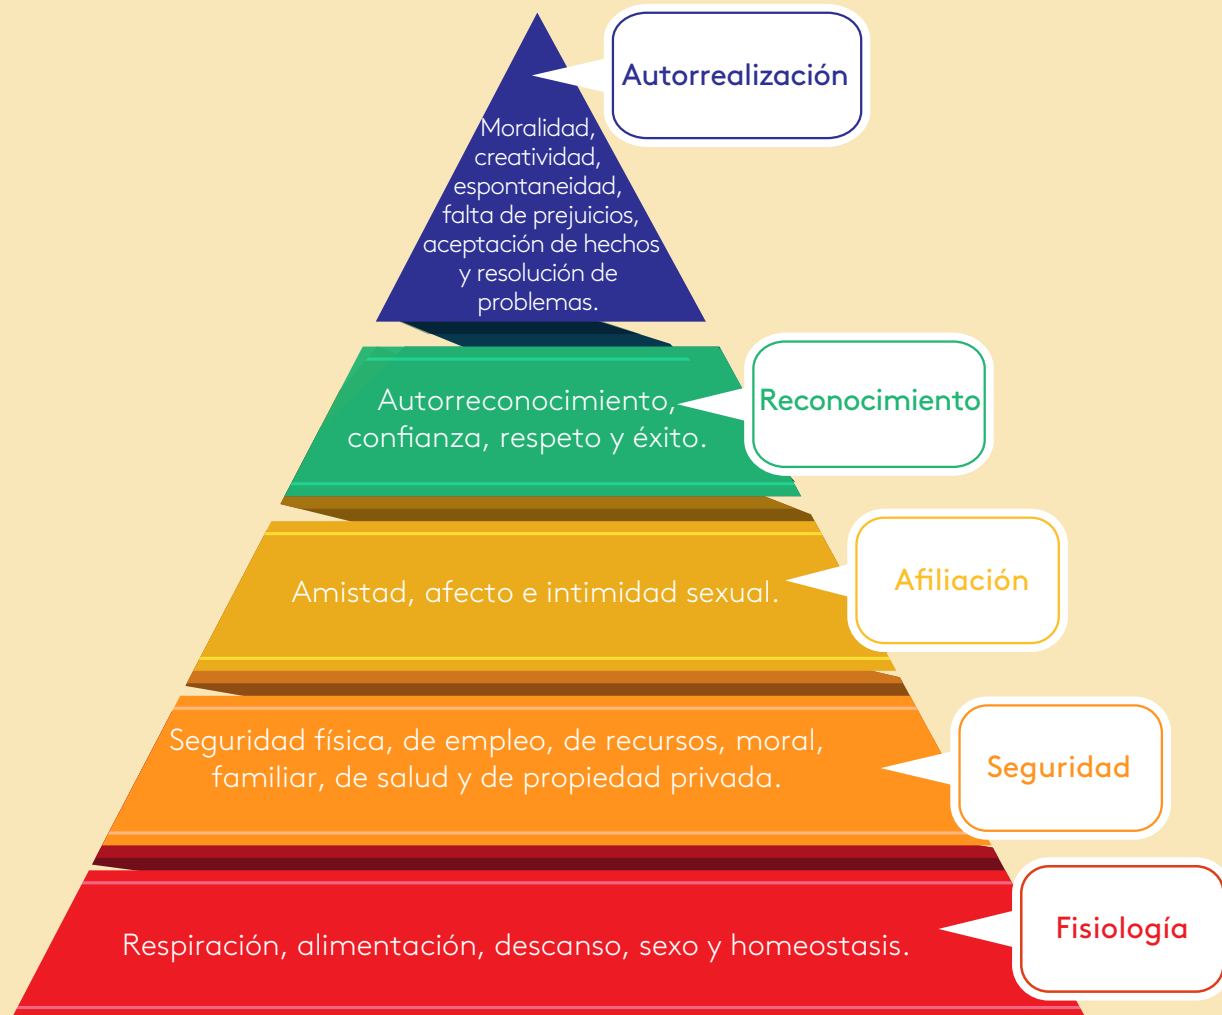 Autorrealización
Moralidad,
creatividad,
espontaneidad,
falta de prejuicios,
aceptación de hechos
y resolución de
problemas.
Reconocimiento
Autorreconocimiento,
confianza, respeto y éxito.
Afiliación
Amistad, afecto e intimidad sexual.
Seguridad
Seguridad física, de empleo, de recursos, moral,
familiar, de salud y de propiedad privada.
Fisiología
Respiración, alimentación, descanso, sexo y homeostasis.